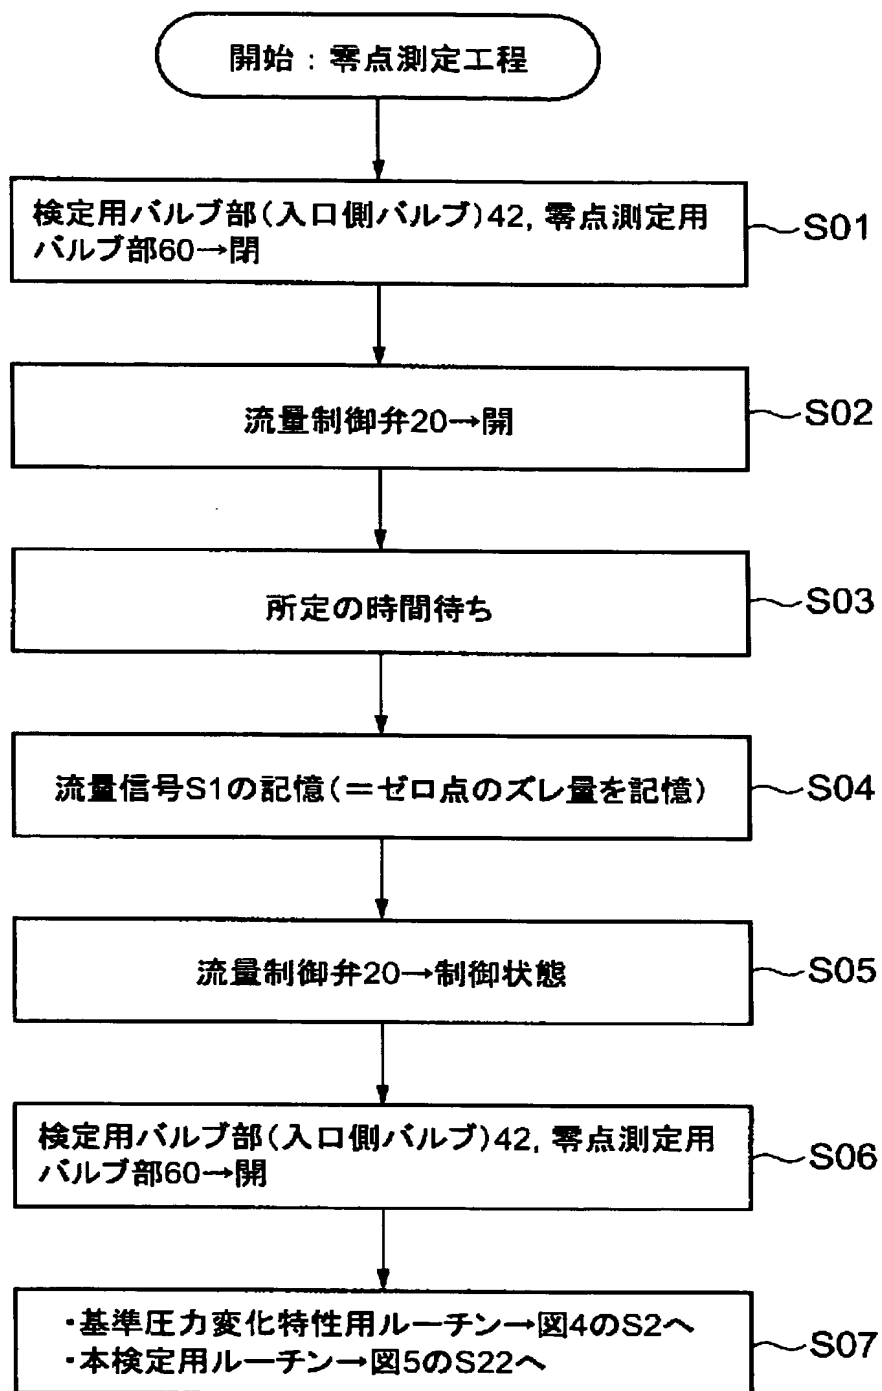 開始：零点測定工程
検定用バルブ部(入口側バルブ)42, 零点測定用
バルブ部60→閉
S01
流量制御弁20→開
S02
所定の時間待ち
S03
流量信号S1の記憶(＝ゼロ点のズレ量を記憶)
S04
流量制御弁20→制御状態
S05
検定用バルブ部(入口側バルブ)42, 零点測定用
バルブ部60→開
S06
・基準圧力変化特性用ルーチン→図4のS2へ
・本検定用ルーチン→図5のS22へ
S07